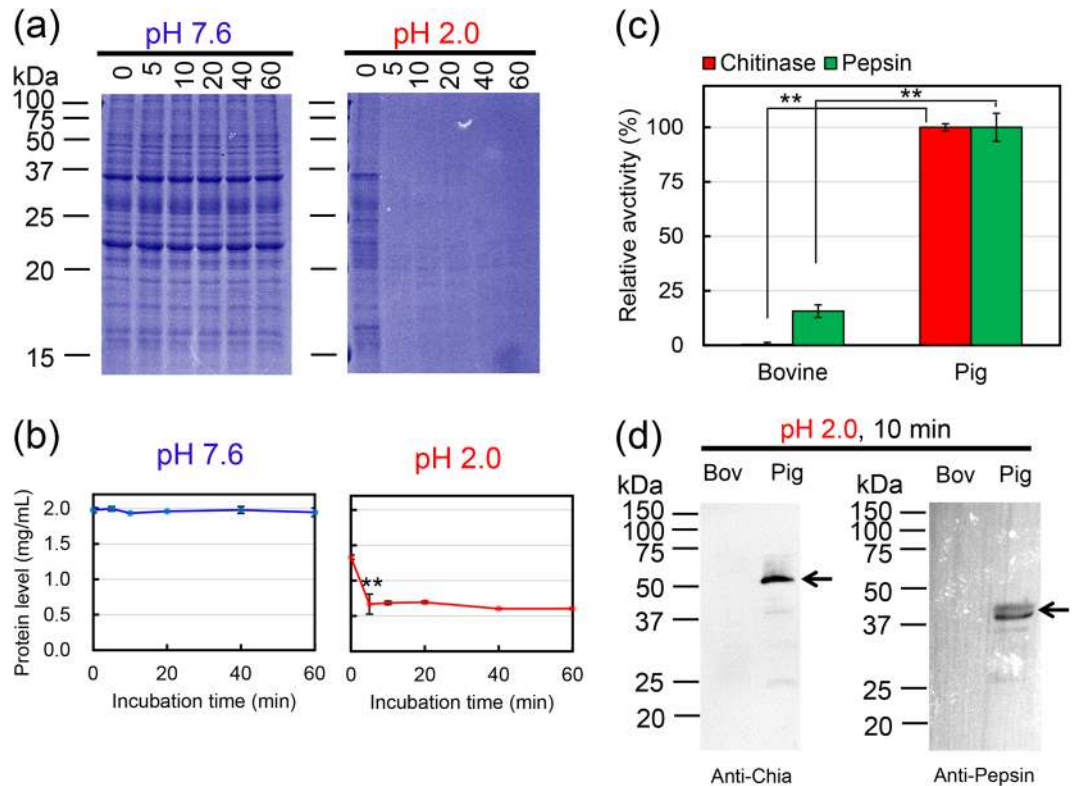 (a)
pH 7.6
pH 2.0
kDa
0 5 10 20 40 60
0 5 10 20 40 60
100
75
50
37
25
20
15
(b)
pH 7.6
pH 2.0
Protein level (mg/mL)
2.0
1.5
1.0
0.5
0.0
**
0 20 40 60
0 20 40 60
Incubation time (min)
Incubation time (min)
(c)
Chitinase Pepsin
** **
Relative avctivity (%)
100
75
50
25
0
Bovine Pig
(d)
pH 2.0, 10 min
kDa
Bov Pig
150
100
75
50
37
25
20
Anti-Chia
kDa
Bov Pig
150
100
75
50
37
25
20
Anti-Pepsin